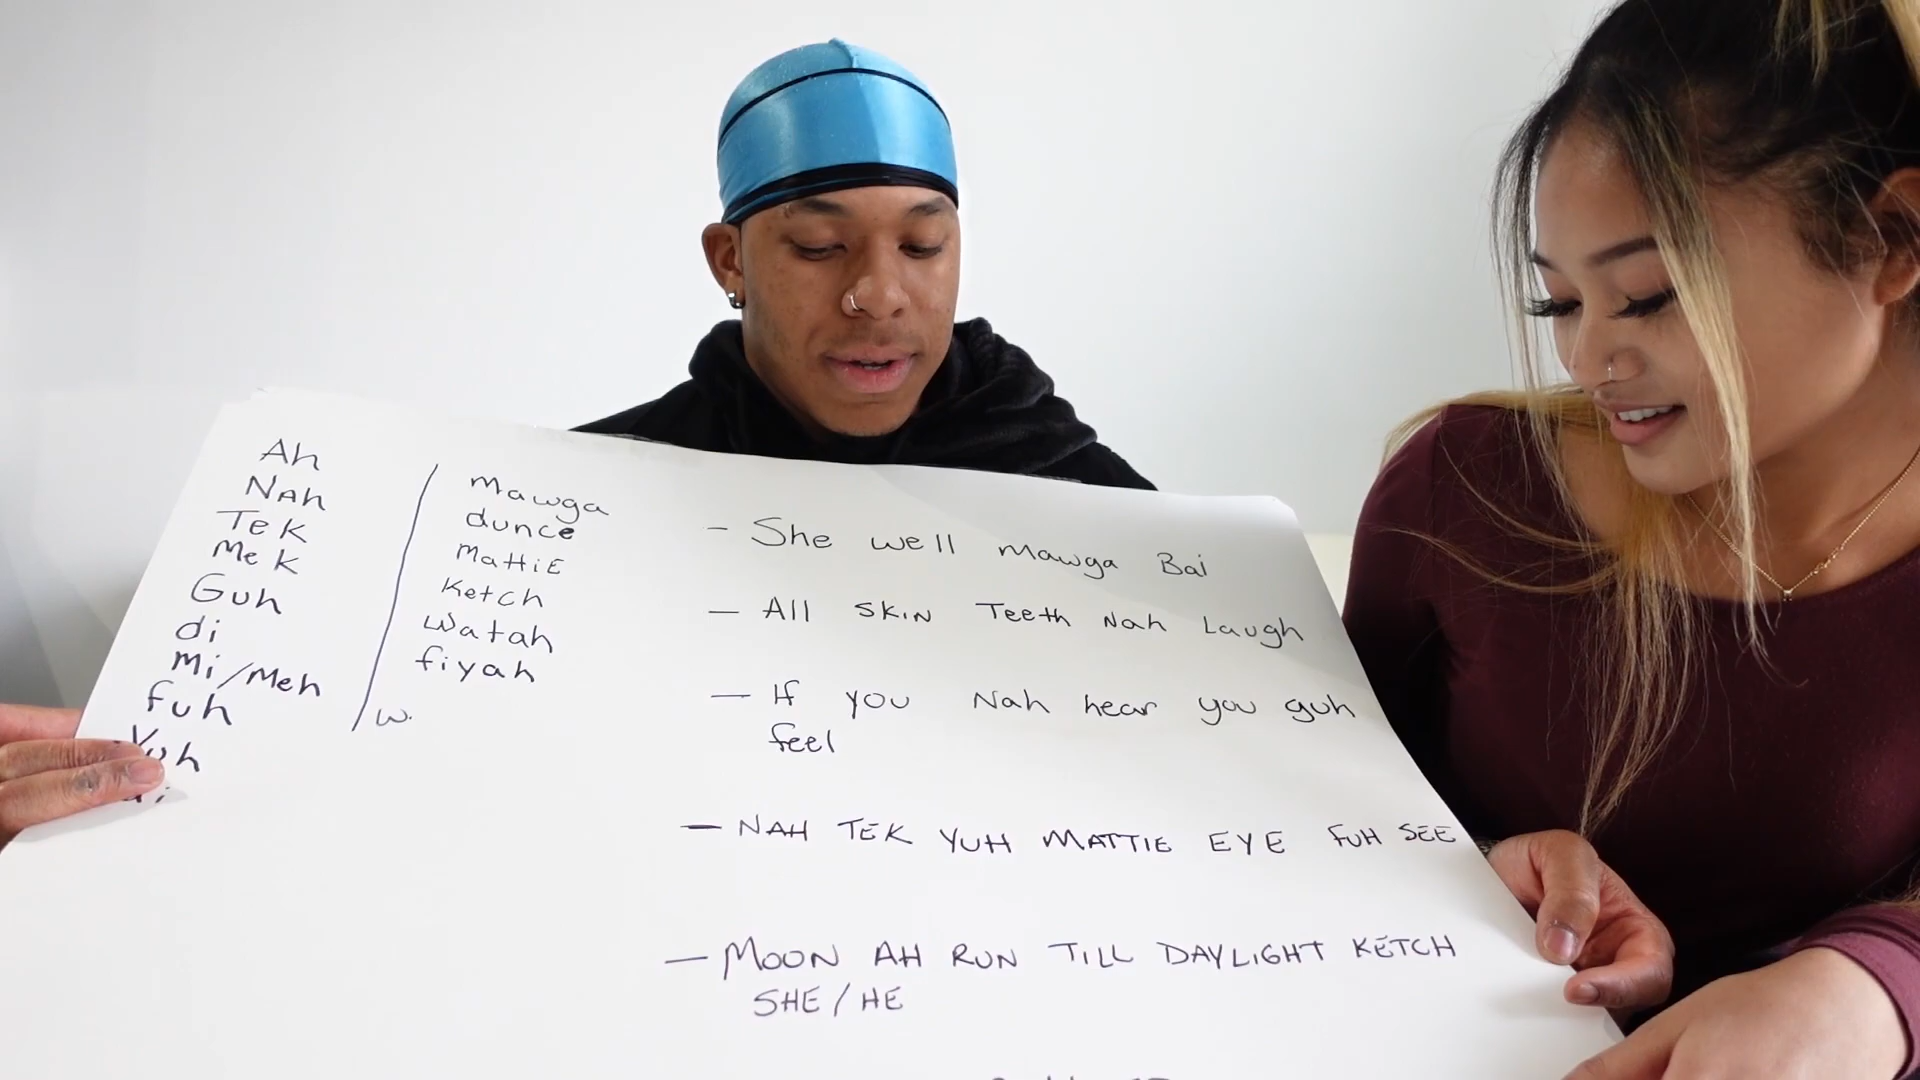 Ah
Nah
Tek
Mek
Guh
di
Mi/Meh
fuh
Yuh
mawga
dunce
mattie
ketch
watah
fiyah
w.
- She well mawga Bai
- All skin Teeth Nah Laugh
- If you Nah hear you guh
feel
- NAH TEK YUH MATTIE EYE FUH SEE
- MOON AH RUN TILL DAYLIGHT KETCH
SHE/HE